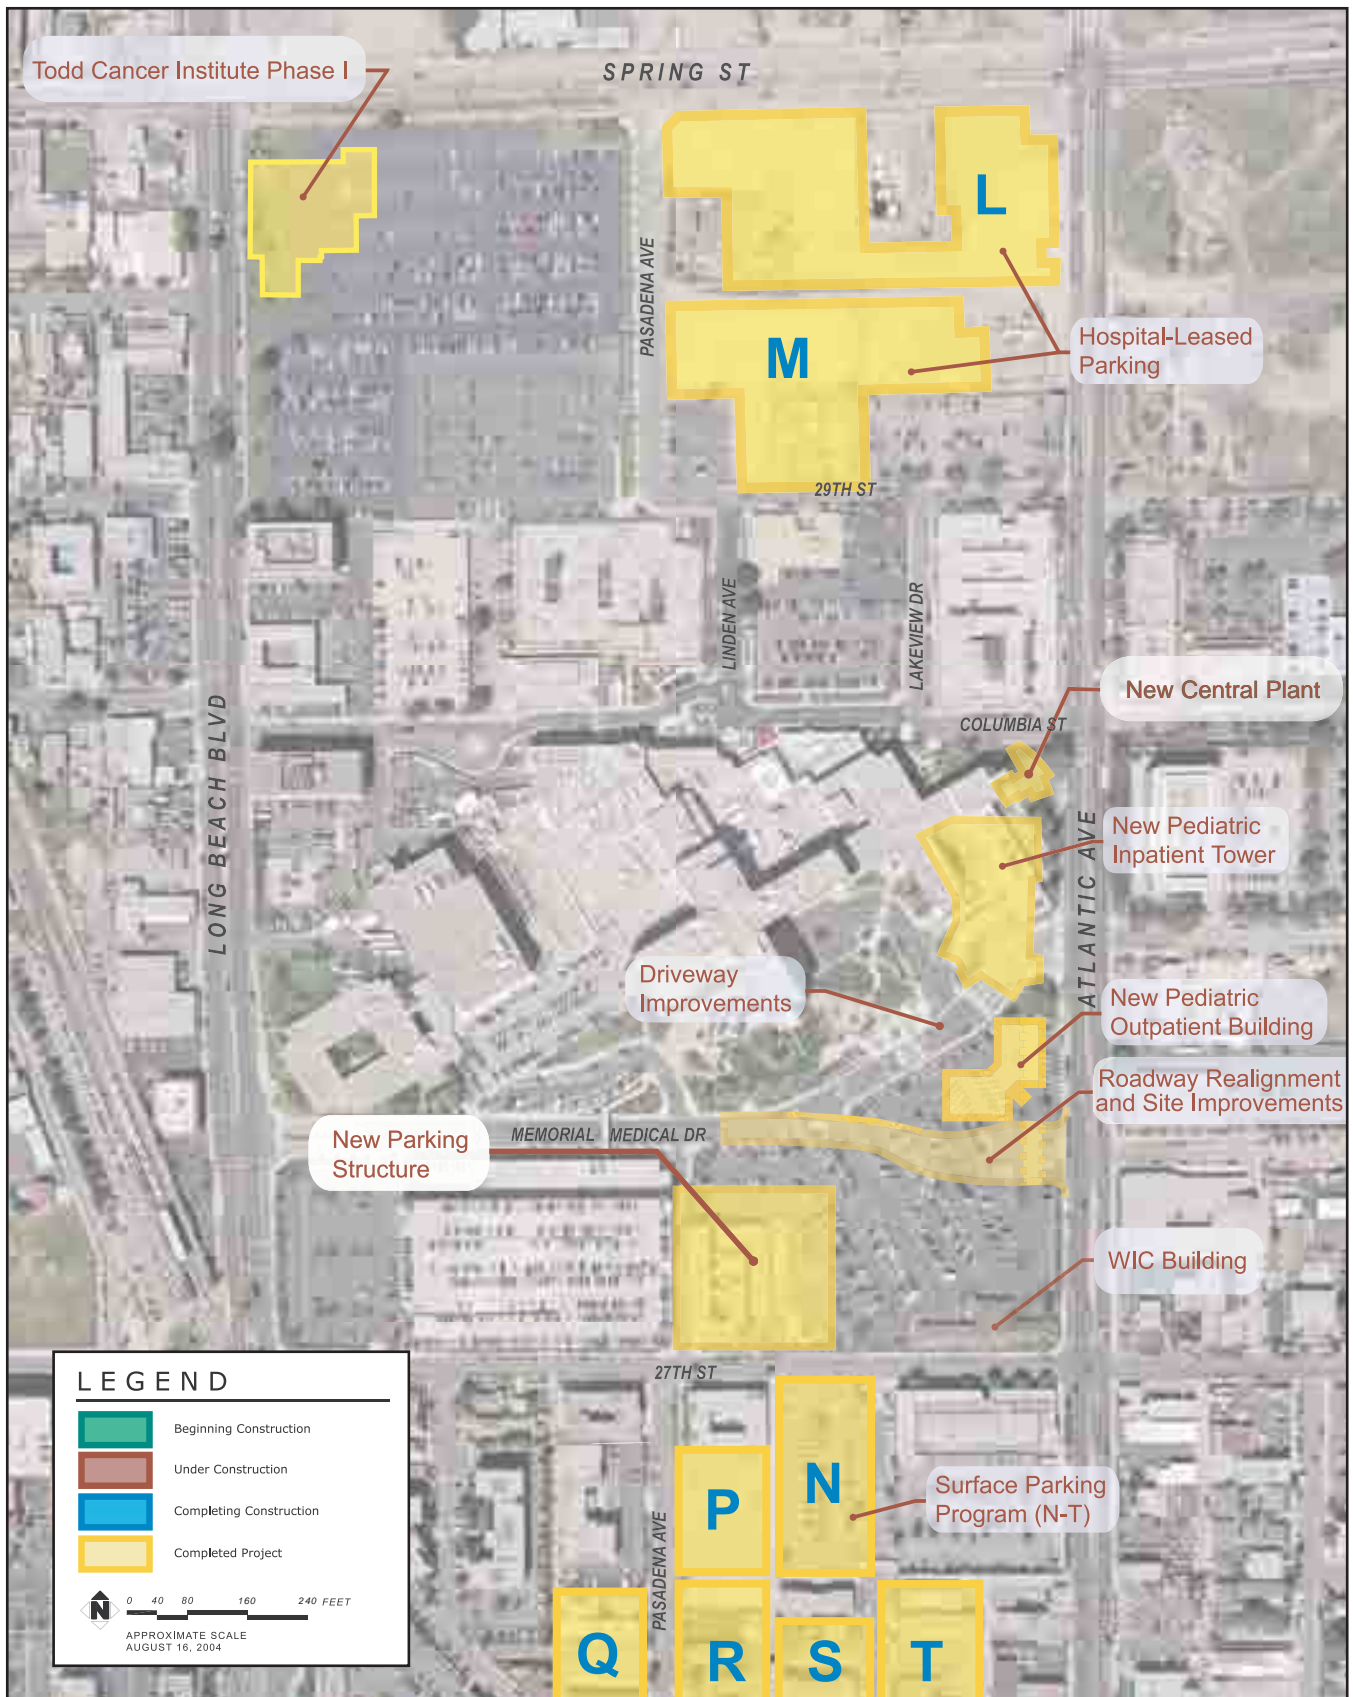 Todd Cancer Institute Phase I
SPRING ST
L
PASADENA AVE
M
Hospital-Leased
Parking
29TH ST
LINDEN AVE
LAKEVIEW DR
New Central Plant
COLUMBIA ST
LONG BEACH BLVD
New Pediatric
Inpatient Tower
ATLANTIC AVE
Driveway
Improvements
New Pediatric
Outpatient Building
Roadway Realignment
and Site Improvements
New Parking
Structure
MEMORIAL MEDICAL DR
WIC Building
27TH ST
P
N
Surface Parking
Program (N-T)
PASADENA AVE
Q
R
S
T
LEGEND
Beginning Construction
Under Construction
Completing Construction
Completed Project
N
0 40 80 160 240 FEET
APPROXIMATE SCALE
AUGUST 16, 2004